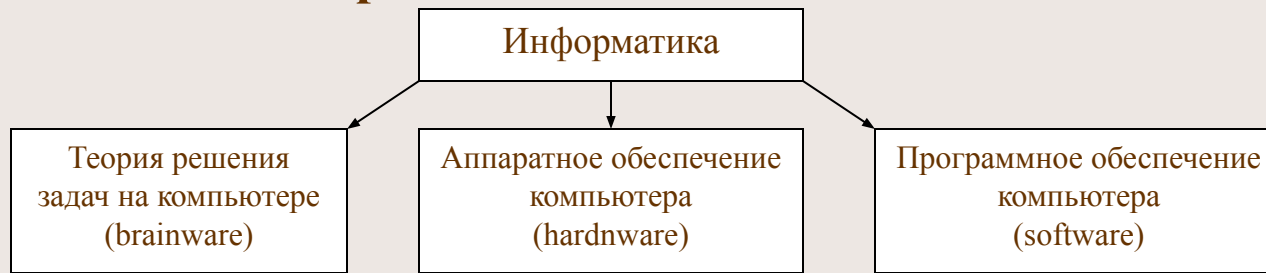 Информатика
Теория решения
задач на компьютере
(brainware)
Аппаратное обеспечение
компьютера
(hardnware)
Программное обеспечение
компьютера
(software)